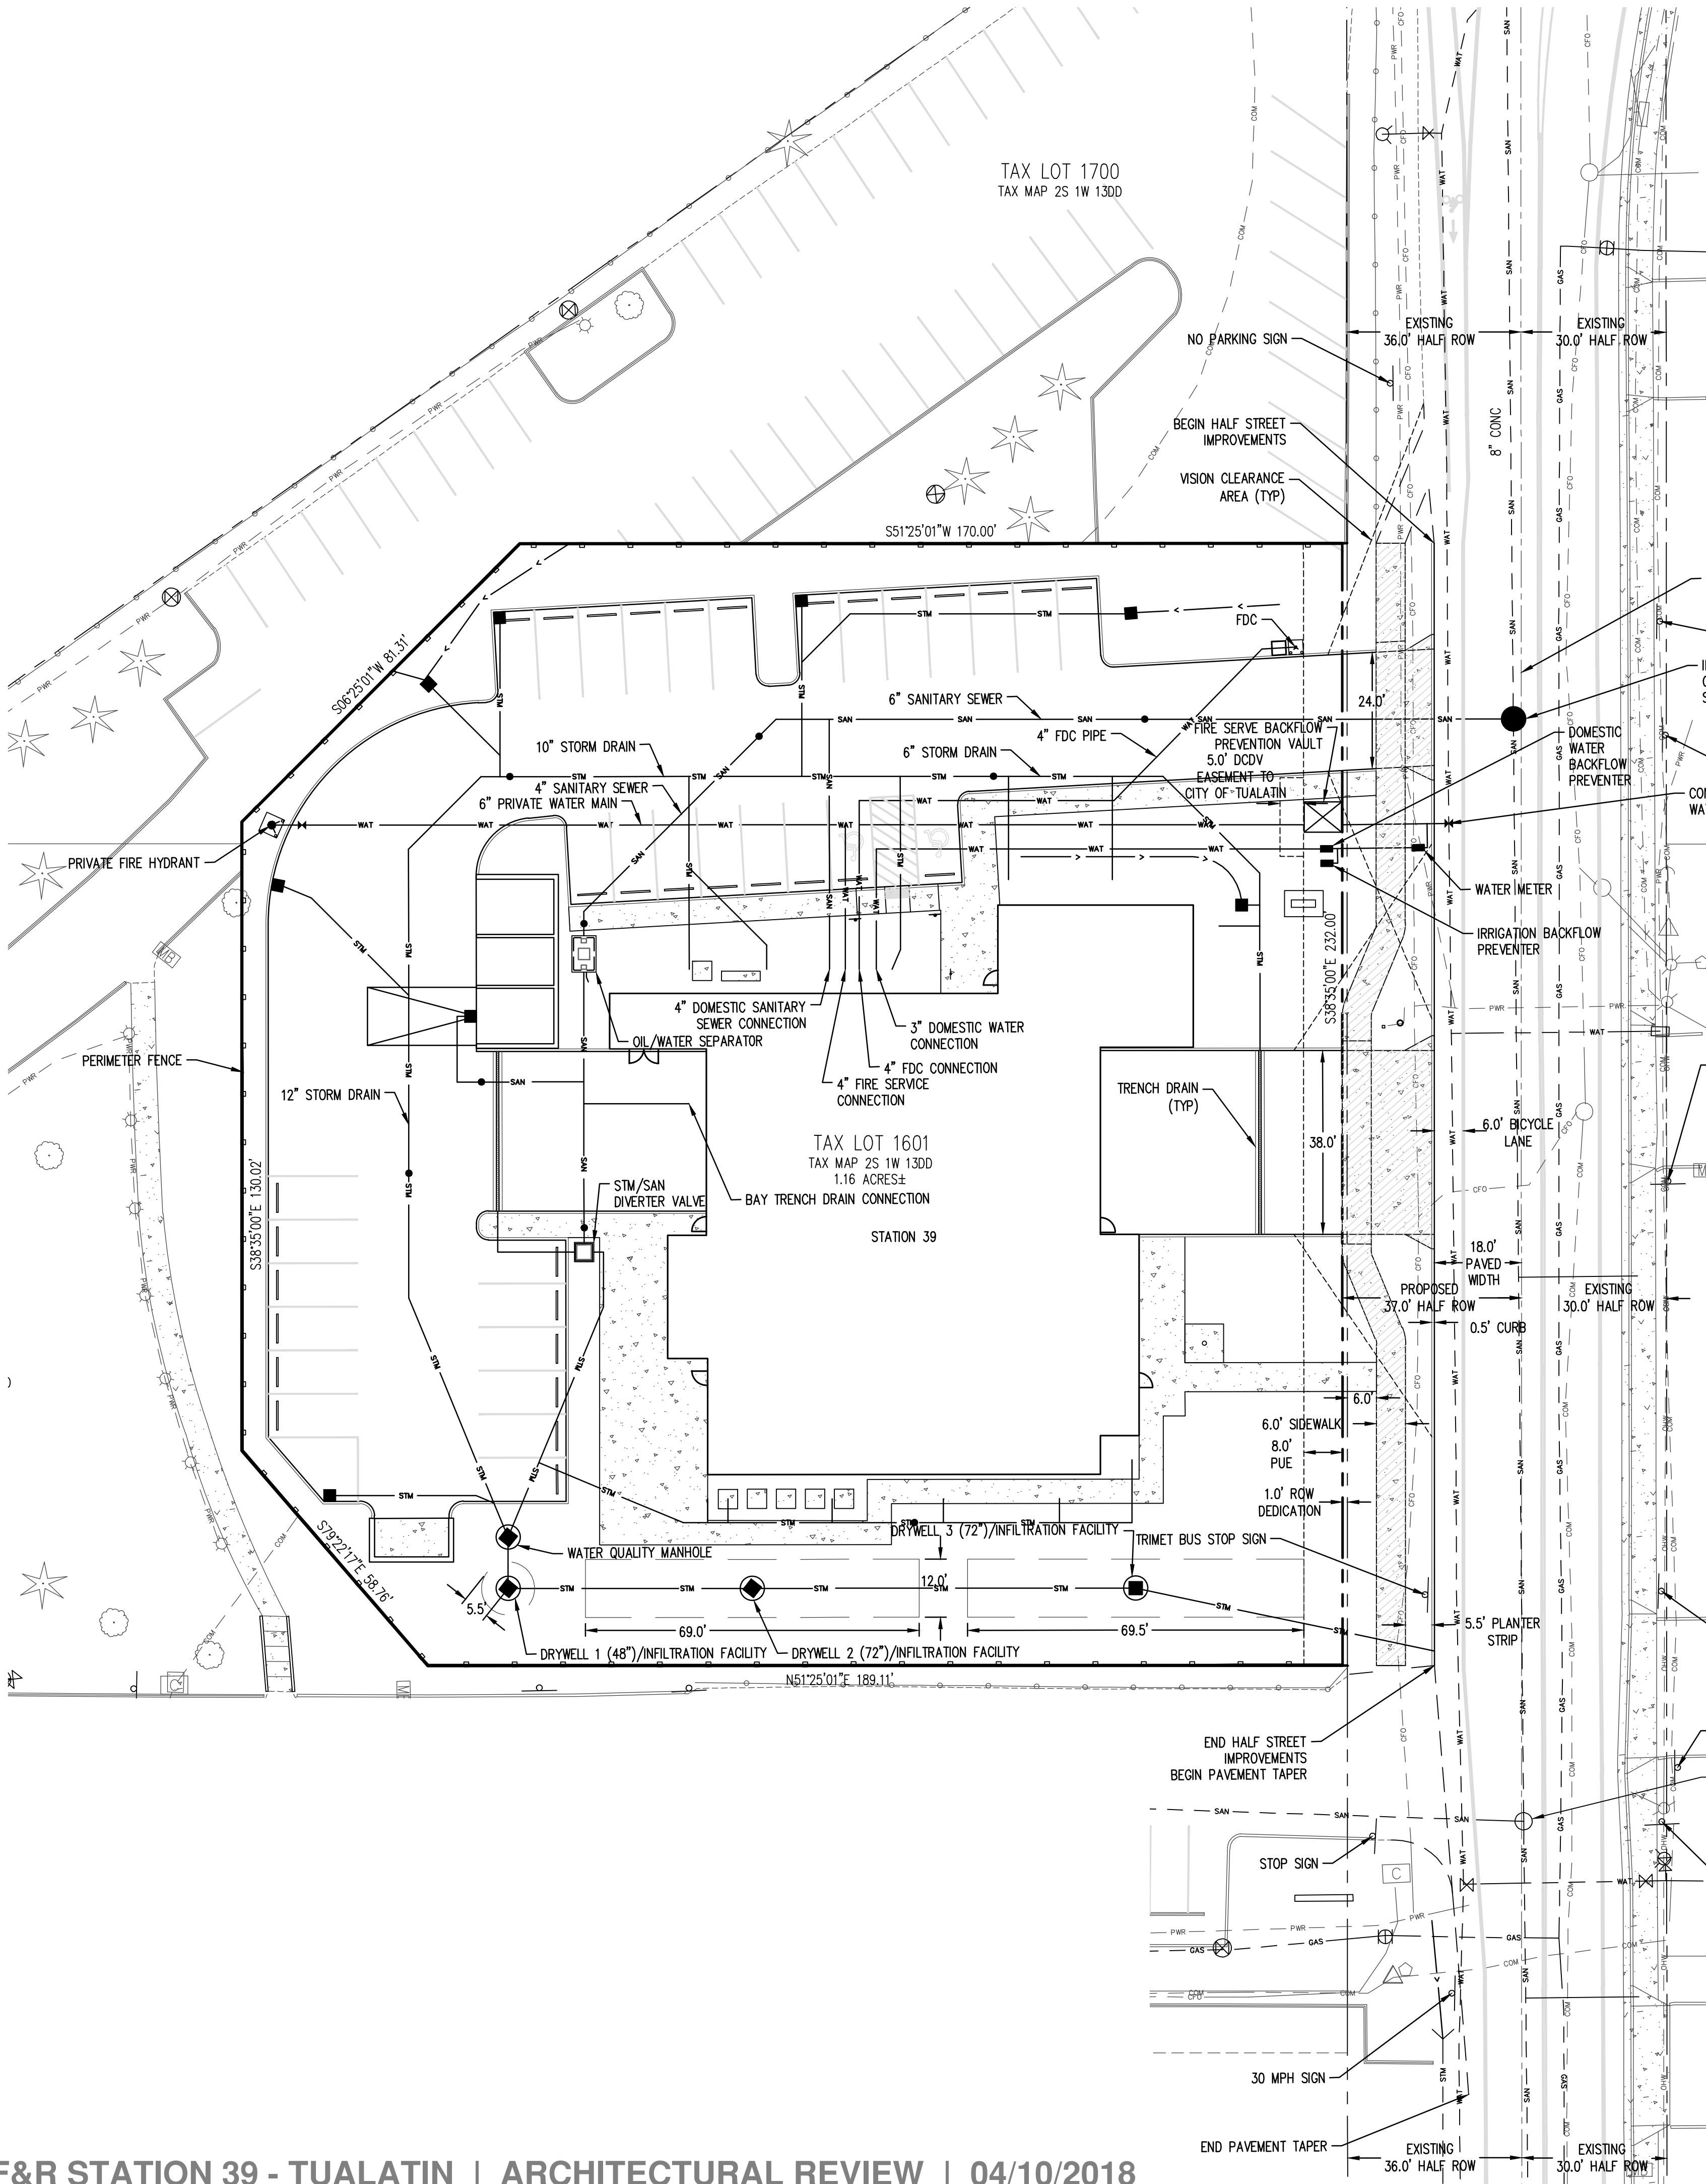 TAX LOT 1700
TAX MAP 2S 1W 13DD
EXISTING
36.0' HALF ROW
EXISTING
30.0' HALF ROW
NO PARKING SIGN
8" CONC
BEGIN HALF STREET
IMPROVEMENTS
VISION CLEARANCE
AREA (TYP)
S51°25'01"W 170.00'
S06°25'01"W 81.31'
FDC
24.0'
6" SANITARY SEWER
10" STORM DRAIN
4" FDC PIPE
6" STORM DRAIN
FIRE SERVE BACKFLOW
PREVENTION VAULT
5.0' DCDV
EASEMENT TO
CITY OF TUALATIN
4" SANITARY SEWER
6" PRIVATE WATER MAIN
DOMESTIC
WATER
BACKFLOW
PREVENTER
PRIVATE FIRE HYDRANT
WATER METER
IRRIGATION BACKFLOW
PREVENTER
S38°35'00"E 232.00'
4" DOMESTIC SANITARY
SEWER CONNECTION
OIL/WATER SEPARATOR
3" DOMESTIC WATER
CONNECTION
4" FDC CONNECTION
4" FIRE SERVICE
CONNECTION
PERIMETER FENCE
12" STORM DRAIN
TRENCH DRAIN
(TYP)
38.0'
6.0' BICYCLE
LANE
TAX LOT 1601
TAX MAP 2S 1W 13DD
1.16 ACRES±
STATION 39
S38°35'00"E 130.02'
STM/SAN
DIVERTER VALVE
BAY TRENCH DRAIN CONNECTION
18.0'
PAVED
WIDTH
PROPOSED
37.0' HALF ROW
EXISTING
30.0' HALF ROW
0.5' CURB
6.0'
6.0' SIDEWALK
8.0'
PUE
1.0' ROW
DEDICATION
S79°22'17"E 58.76'
WATER QUALITY MANHOLE
DRYWELL 3 (72")/INFILTRATION FACILITY
TRIMET BUS STOP SIGN
12.0'
5.5'
69.0'
69.5'
5.5' PLANTER
STRIP
DRYWELL 1 (48")/INFILTRATION FACILITY
DRYWELL 2 (72")/INFILTRATION FACILITY
N51°25'01"E 189.11'
END HALF STREET
IMPROVEMENTS
BEGIN PAVEMENT TAPER
STOP SIGN
30 MPH SIGN
END PAVEMENT TAPER
EXISTING
36.0' HALF ROW
EXISTING
30.0' HALF ROW
F&R STATION 39 - TUALATIN | ARCHITECTURAL REVIEW | 04/10/2018